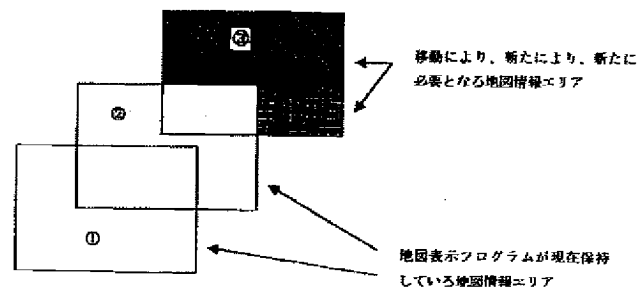 ③
移動により、新たにより、新たに
必要となる地図情報エリア
②
①
地図表示プログラムが現在保持
している地図情報エリア